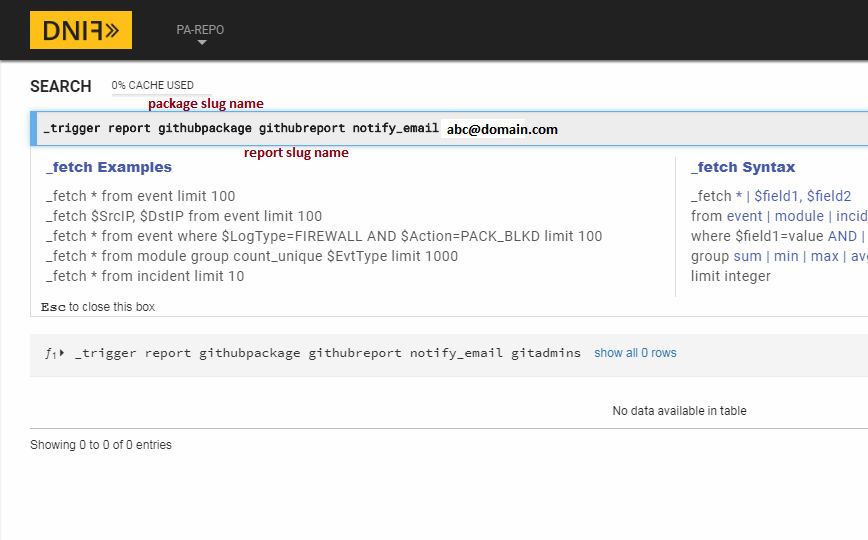 DNIF»
PA-REPO
SEARCH 0% CACHE USED
package slug name
_trigger report githubpackage githubreport notify_email abc@domain.com
report slug name
_fetch Examples
_fetch * from event limit 100
_fetch $SrcIP, $DstIP from event limit 100
_fetch * from event where $LogType=FIREWALL AND $Action=PACK_BLKD limit 100
_fetch * from module group count_unique $EvtType limit 1000
_fetch * from incident limit 10
Esc to close this box
_fetch Syntax
_fetch * | $field1, $field2
from event | module | incid
where $field1=value AND |
group sum | min | max | av
limit integer
ƒ1 _trigger report githubpackage githubreport notify_email gitadmins show all 0 rows
No data available in table
Showing 0 to 0 of 0 entries